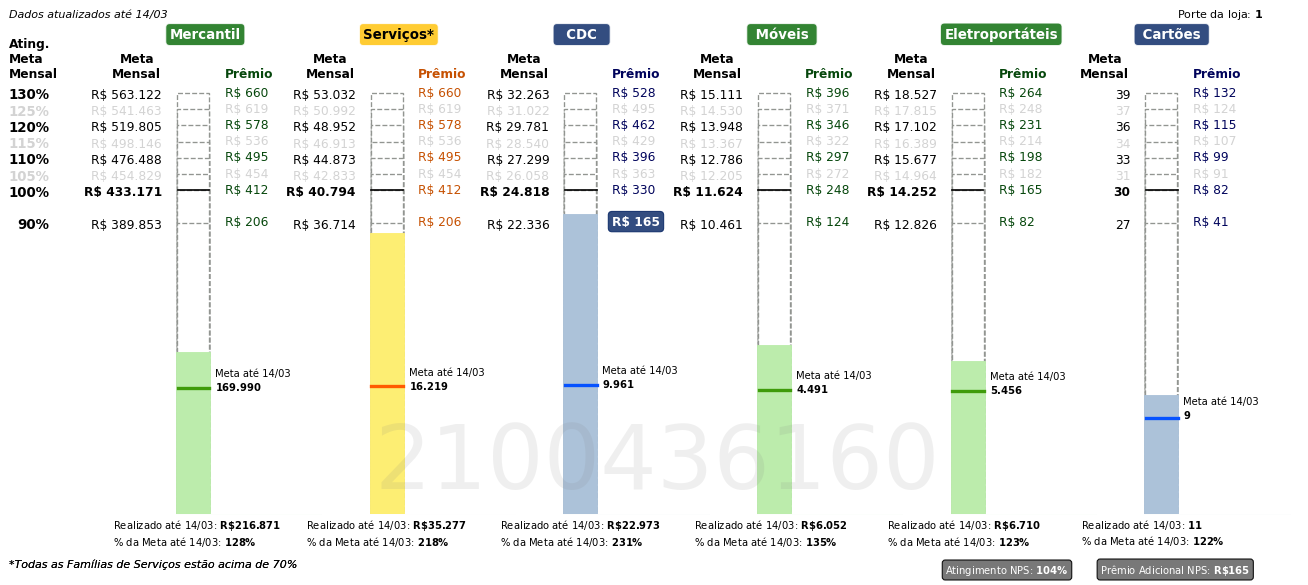 Dados atualizados até 14/03
Porte da loja: 1
Mercantil Serviços* CDC Móveis Eletroportáteis Cartões
Ating.
Meta
Mensal
Meta Mensal Prêmio Meta Mensal Prêmio Meta Mensal Prêmio Meta Mensal Prêmio Meta Mensal Prêmio Meta Mensal Prêmio
130% R$ 563.122 R$ 660 R$ 53.032 R$ 660 R$ 32.263 R$ 528 R$ 15.111 R$ 396 R$ 18.527 R$ 264 39 R$ 132
125% R$ 541.463 R$ 619 R$ 50.992 R$ 619 R$ 31.022 R$ 495 R$ 14.530 R$ 371 R$ 17.815 R$ 248 37 R$ 124
120% R$ 519.805 R$ 578 R$ 48.952 R$ 578 R$ 29.781 R$ 462 R$ 13.948 R$ 346 R$ 17.102 R$ 231 36 R$ 115
115% R$ 498.146 R$ 536 R$ 46.913 R$ 536 R$ 28.540 R$ 429 R$ 13.367 R$ 322 R$ 16.389 R$ 214 34 R$ 107
110% R$ 476.488 R$ 495 R$ 44.873 R$ 495 R$ 27.299 R$ 396 R$ 12.786 R$ 297 R$ 15.677 R$ 198 33 R$ 99
105% R$ 454.829 R$ 454 R$ 42.833 R$ 454 R$ 26.058 R$ 363 R$ 12.205 R$ 272 R$ 14.964 R$ 182 31 R$ 91
100% R$ 433.171 R$ 412 R$ 40.794 R$ 412 R$ 24.818 R$ 330 R$ 11.624 R$ 248 R$ 14.252 R$ 165 30 R$ 82
90% R$ 389.853 R$ 206 R$ 36.714 R$ 206 R$ 22.336 R$ 165 R$ 10.461 R$ 124 R$ 12.826 R$ 82 27 R$ 41
Meta até 14/03 Meta até 14/03 Meta até 14/03 Meta até 14/03 Meta até 14/03 Meta até 14/03
169.990 16.219 9.961 4.491 5.456 9
2100436160
Realizado até 14/03: R$216.871 Realizado até 14/03: R$35.277 Realizado até 14/03: R$22.973 Realizado até 14/03: R$6.052 Realizado até 14/03: R$6.710 Realizado até 14/03: 11
% da Meta até 14/03: 128% % da Meta até 14/03: 218% % da Meta até 14/03: 231% % da Meta até 14/03: 135% % da Meta até 14/03: 123% % da Meta até 14/03: 122%
*Todas as Famílias de Serviços estão acima de 70%
Atingimento NPS: 104% Prêmio Adicional NPS: R$165